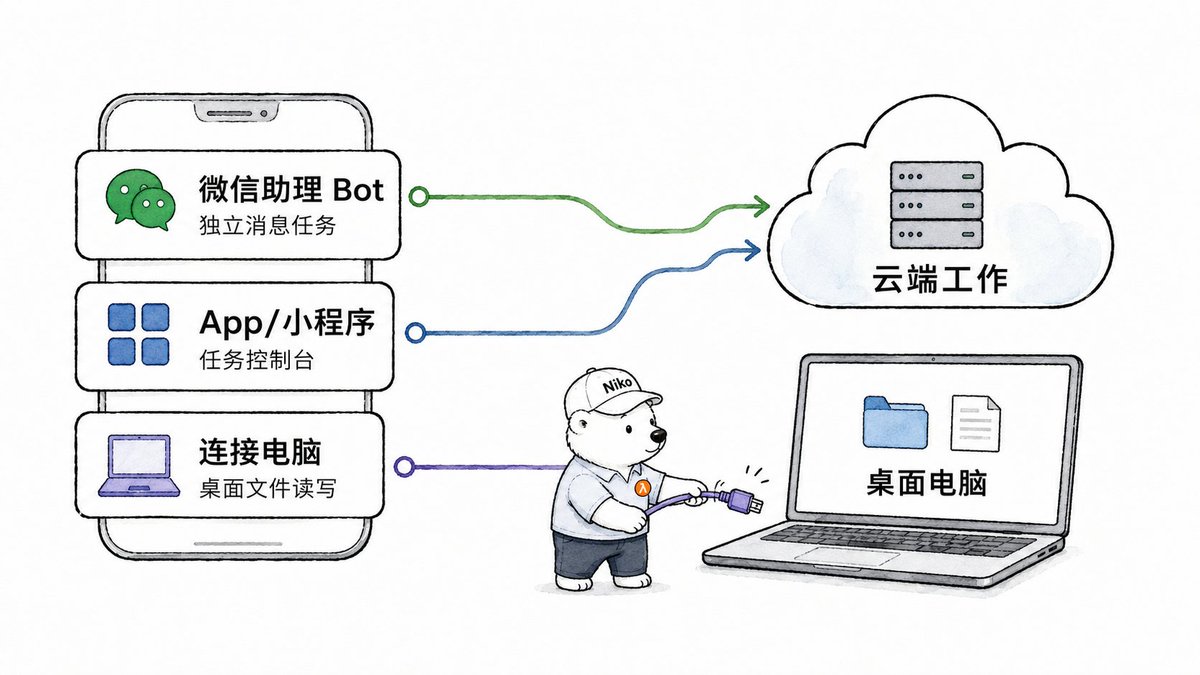 微信助理 Bot
独立消息任务
App/小程序
任务控制台
连接电脑
桌面文件读写
云端工作
Niko
λ
桌面电脑